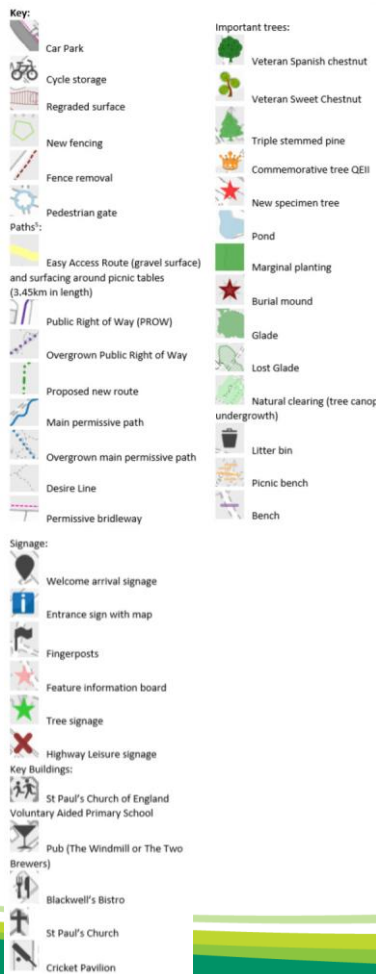 Key:
Car Park
Cycle storage
Regraded surface
New fencing
Fence removal
Pedestrian gate
Paths⁵:
Easy Access Route (gravel surface)
and surfacing around picnic tables
(3.45km in length)
Public Right of Way (PROW)
Overgrown Public Right of Way
Proposed new route
Main permissive path
Overgrown main permissive path
Desire Line
Permissive bridleway
Signage:
Welcome arrival signage
Entrance sign with map
Fingerposts
Feature information board
Tree signage
Highway Leisure signage
Key Buildings:
St Paul's Church of England
Voluntary Aided Primary School
Pub (The Windmill or The Two
Brewers)
Blackwell's Bistro
St Paul's Church
Cricket Pavilion
Important trees:
Veteran Spanish chestnut
Veteran Sweet Chestnut
Triple stemmed pine
Commemorative tree QEII
New specimen tree
Pond
Marginal planting
Burial mound
Glade
Lost Glade
Natural clearing (tree canop
undergrowth)
Litter bin
Picnic bench
Bench